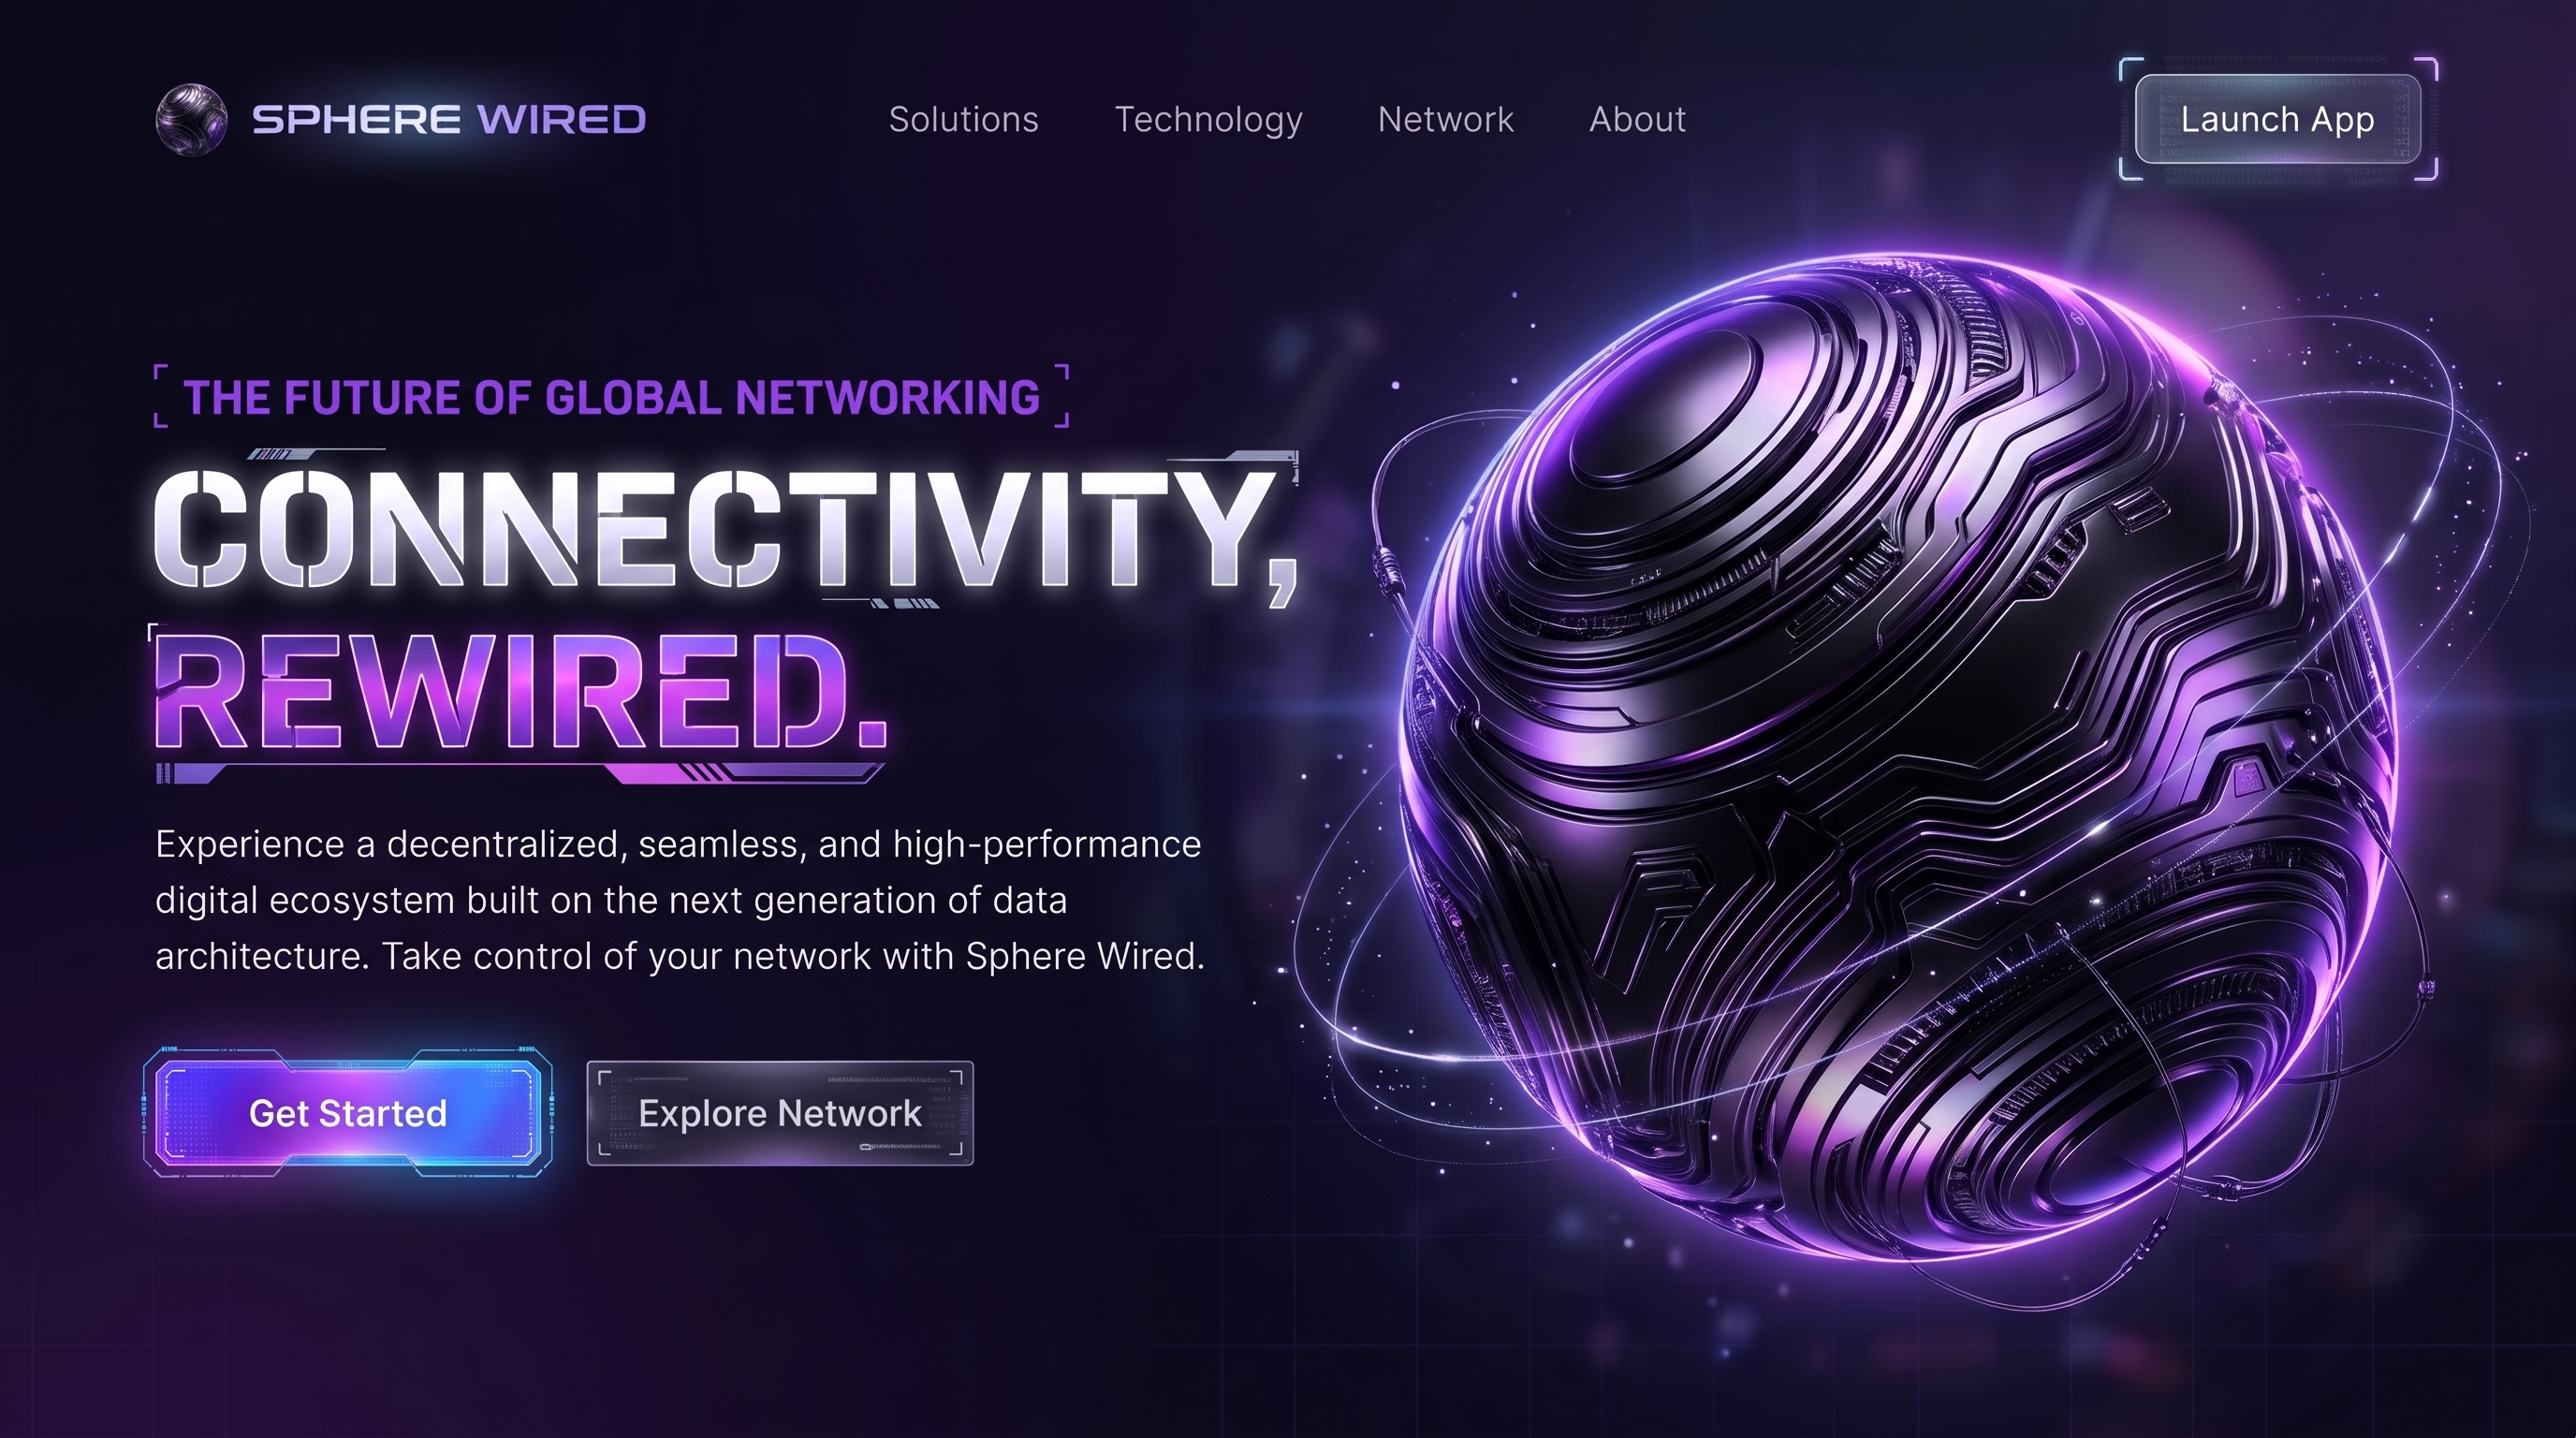 SPHERE WIRED
Solutions
Technology
Network
About
Launch App
THE FUTURE OF GLOBAL NETWORKING
CONNECTIVITY,
REWIRED.
Experience a decentralized, seamless, and high-performance
digital ecosystem built on the next generation of data
architecture. Take control of your network with Sphere Wired.
Get Started
Explore Network